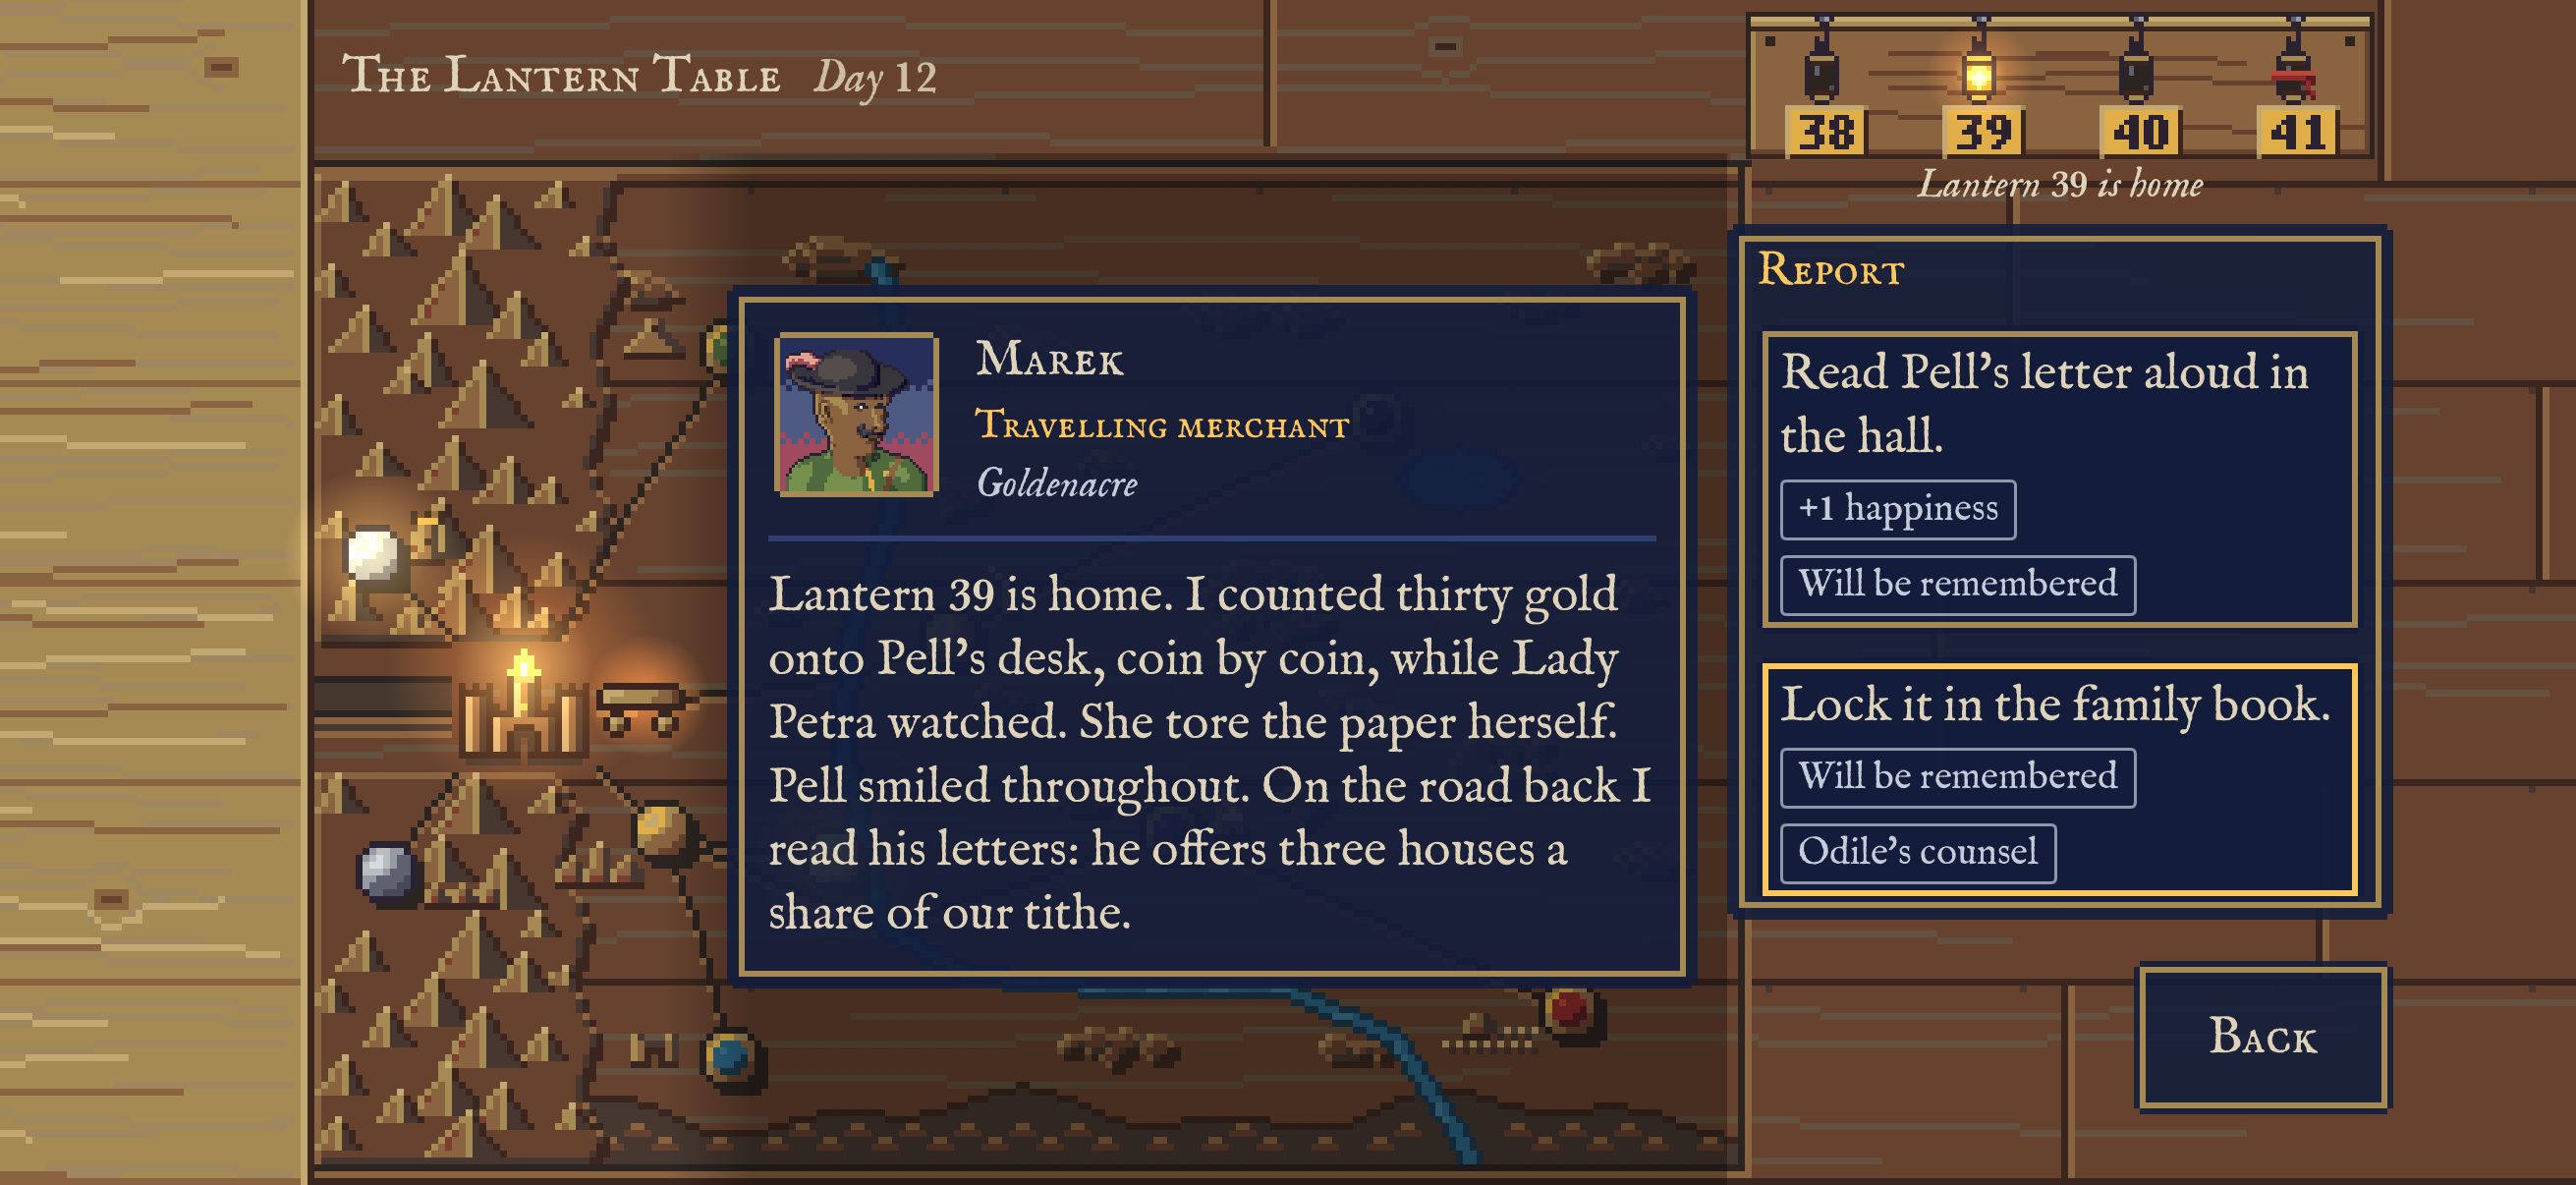 The Lantern Table Day 12
38 39 40 41
Lantern 39 is home
Marek
Travelling merchant
Goldenacre
Lantern 39 is home. I counted thirty gold
onto Pell's desk, coin by coin, while Lady
Petra watched. She tore the paper herself.
Pell smiled throughout. On the road back I
read his letters: he offers three houses a
share of our tithe.
Report
Read Pell's letter aloud in
the hall.
+1 happiness
Will be remembered
Lock it in the family book.
Will be remembered
Odile's counsel
Back